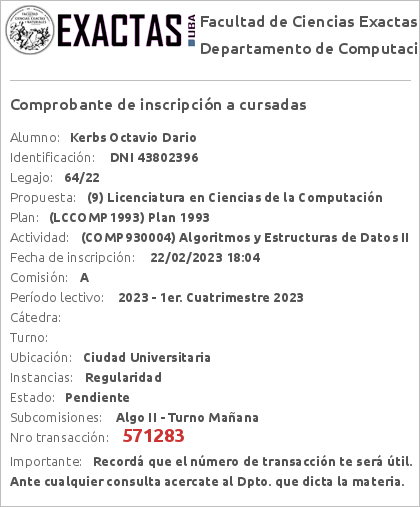 EXACTAS UBA
Facultad de Ciencias Exactas
Departamento de Computaci
Comprobante de inscripción a cursadas
Alumno: Kerbs Octavio Dario
Identificación: DNI 43802396
Legajo: 64/22
Propuesta: (9) Licenciatura en Ciencias de la Computación
Plan: (LCCOMP1993) Plan 1993
Actividad: (COMP930004) Algoritmos y Estructuras de Datos II
Fecha de inscripción: 22/02/2023 18:04
Comisión: A
Período lectivo: 2023 - 1er. Cuatrimestre 2023
Cátedra:
Turno:
Ubicación: Ciudad Universitaria
Instancias: Regularidad
Estado: Pendiente
Subcomisiones: Algo II - Turno Mañana
Nro transacción: 571283
Importante: Recordá que el número de transacción te será útil.
Ante cualquier consulta acercate al Dpto. que dicta la materia.